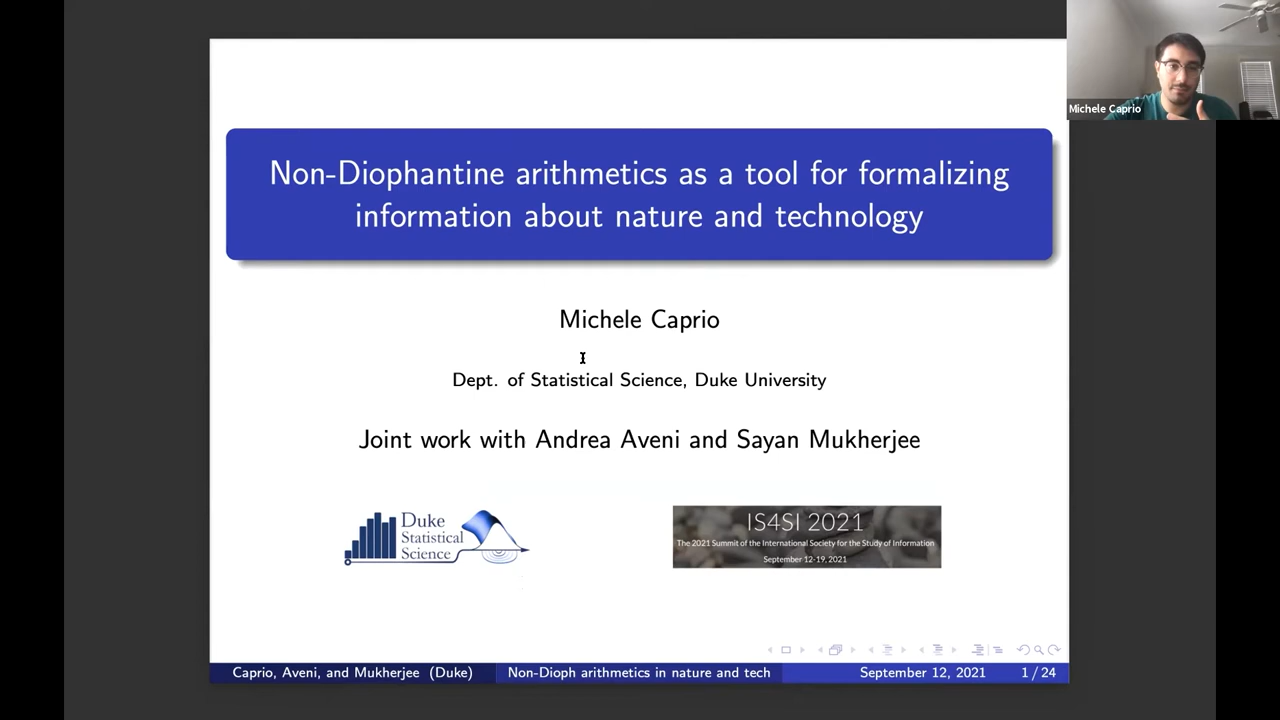 Michele Caprio
Non-Diophantine arithmetics as a tool for formalizing
information about nature and technology
Michele Caprio
Dept. of Statistical Science, Duke University
Joint work with Andrea Aveni and Sayan Mukherjee
Duke
Statistical
Science
IS4SI 2021
The 2021 Summit of the International Society for the Study of Information
September 12-19, 2021
Caprio, Aveni, and Mukherjee (Duke)
Non-Dioph arithmetics in nature and tech
September 12, 2021
1 / 24